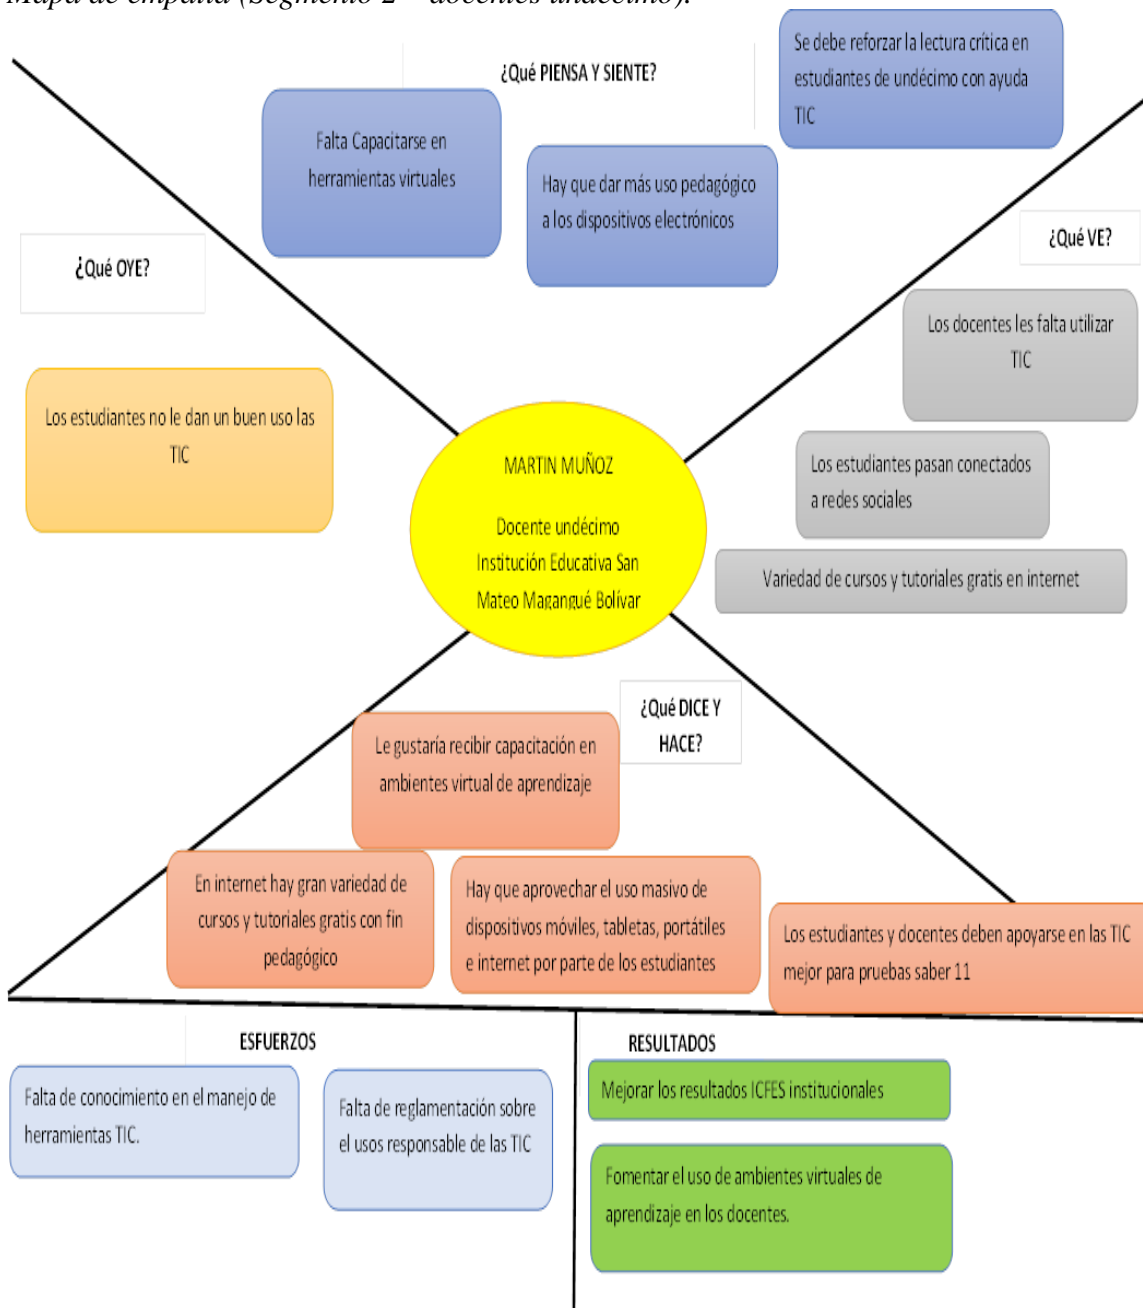 Mapa de empatía (Segmento 2 – docentes undécimo).
¿Qué PIENSA Y SIENTE?
Falta Capacitarse en
herramientas virtuales
Hay que dar más uso pedagógico
a los dispositivos electrónicos
Se debe reforzar la lectura crítica en
estudiantes de undécimo con ayuda
TIC
¿Qué OYE?
Los estudiantes no le dan un buen uso las
TIC
¿Qué VE?
Los docentes les falta utilizar
TIC
Los estudiantes pasan conectados
a redes sociales
Variedad de cursos y tutoriales gratis en internet
MARTIN MUÑOZ
Docente undécimo
Institución Educativa San
Mateo Magangué Bolívar
¿Qué DICE Y
HACE?
Le gustaría recibir capacitación en
ambientes virtual de aprendizaje
En internet hay gran variedad de
cursos y tutoriales gratis con fin
pedagógico
Hay que aprovechar el uso masivo de
dispositivos móviles, tabletas, portátiles
e internet por parte de los estudiantes
Los estudiantes y docentes deben apoyarse en las TIC
mejor para pruebas saber 11
ESFUERZOS
Falta de conocimiento en el manejo de
herramientas TIC.
Falta de reglamentación sobre
el usos responsable de las TIC
RESULTADOS
Mejorar los resultados ICFES institucionales
Fomentar el uso de ambientes virtuales de
aprendizaje en los docentes.